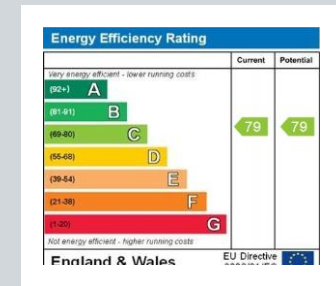 Energy Efficiency Rating
Current Potential
Very energy efficient - lower running costs
(92+) A
(81-91) B
(69-80) C 79 79
(55-68) D
(39-54) E
(21-38) F
(1-20) G
Not energy efficient - higher running costs
England & Wales EU Directive